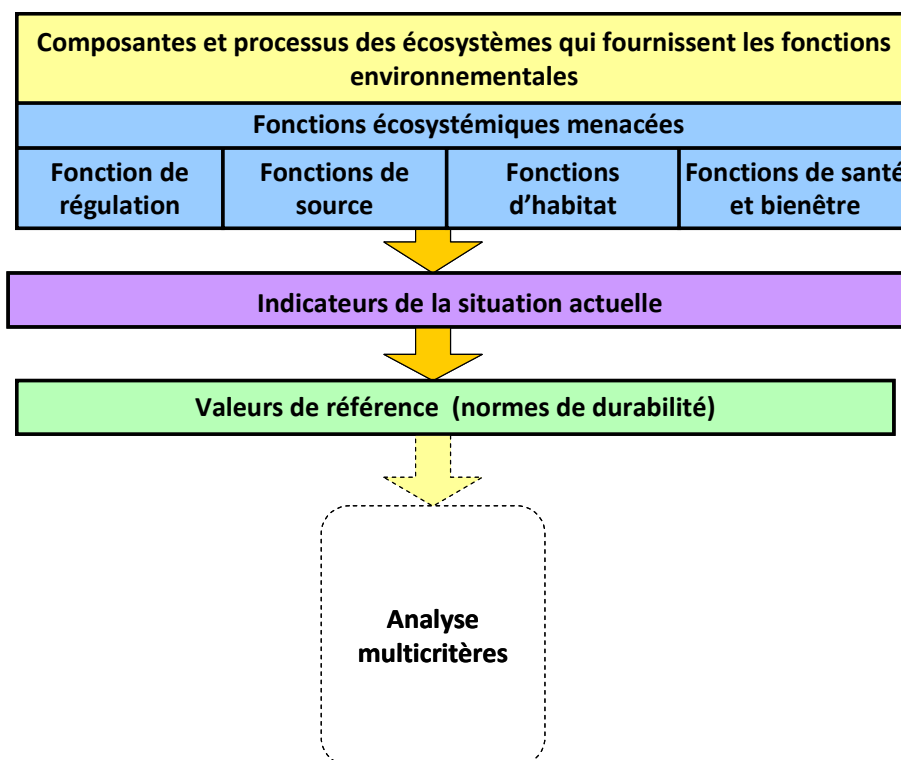 Composantes et processus des écosystèmes qui fournissent les fonctions
environnementales
Fonctions écosystémiques menacées
Fonction de
régulation
Fonctions de
source
Fonctions
d'habitat
Fonctions de santé
et bienêtre
Indicateurs de la situation actuelle
Valeurs de référence (normes de durabilité)
Analyse
multicritères